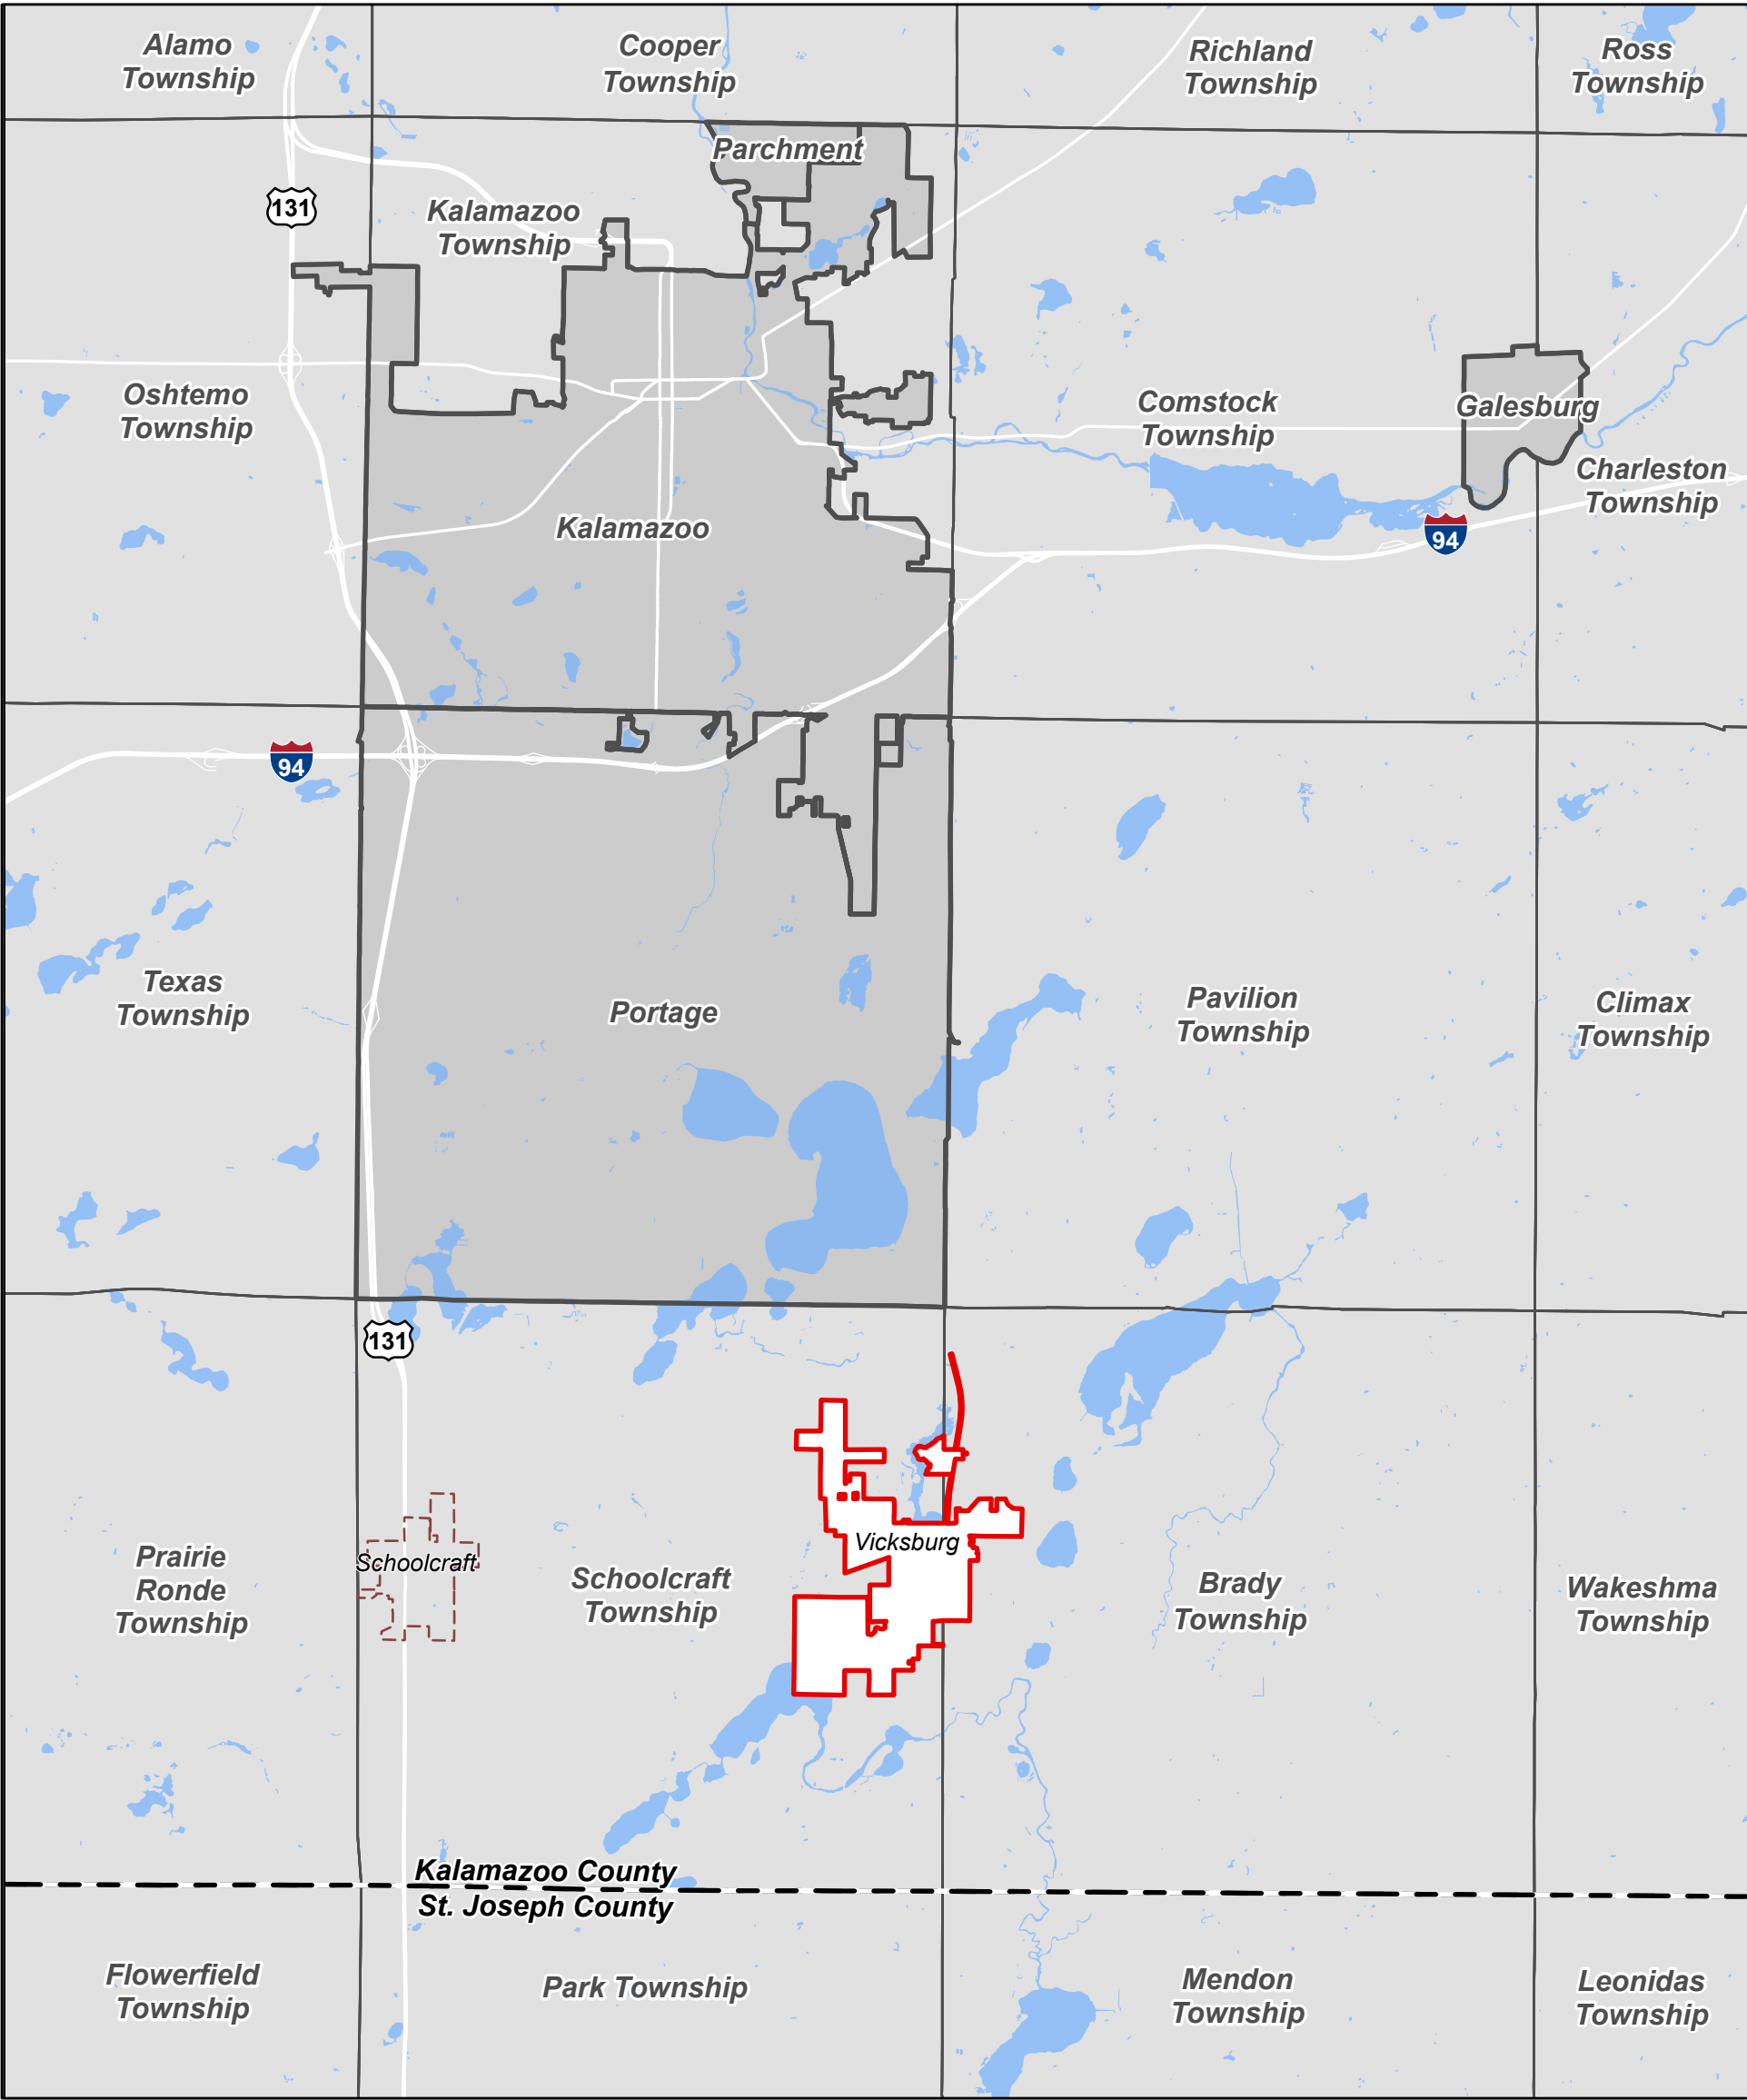 Alamo
Township
Cooper
Township
Richland
Township
Ross
Township
Parchment
131
Kalamazoo
Township
Oshtemo
Township
Comstock
Township
Galesburg
Charleston
Township
Kalamazoo
94
94
Texas
Township
Portage
Pavilion
Township
Climax
Township
131
Vicksburg
Schoolcraft
Prairie
Ronde
Township
Schoolcraft
Township
Brady
Township
Wakeshma
Township
Kalamazoo County
St. Joseph County
Flowerfield
Township
Park Township
Mendon
Township
Leonidas
Township